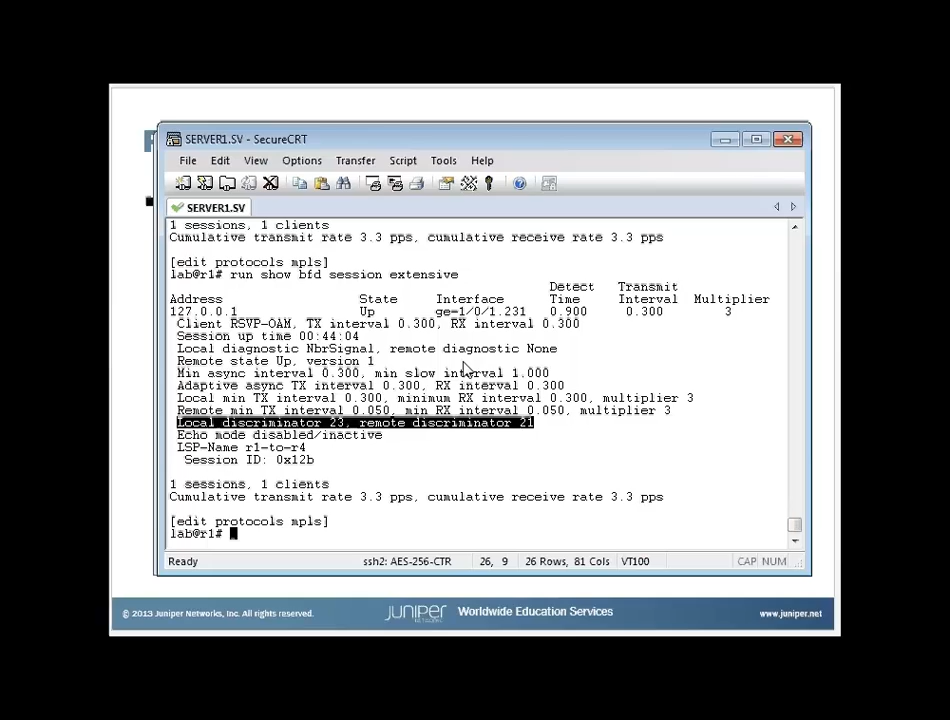 SERVER1.SV - SecureCRT
File Edit View Options Transfer Script Tools Help
SERVER1.SV
1 sessions, 1 clients
Cumulative transmit rate 3.3 pps, cumulative receive rate 3.3 pps
[edit protocols mpls]
lab@r1# run show bfd session extensive
Detect Transmit
Address State Interface Time Interval Multiplier
127.0.0.1 Up ge-1/0/1.231 0.900 0.300 3
Client RSVP-OAM, TX interval 0.300, RX interval 0.300
Session up time 00:44:04
Local diagnostic NbrSignal, remote diagnostic None
Remote state Up, version 1
Min async interval 0.300, min slow interval 1.000
Adaptive async TX interval 0.300, RX interval 0.300
Local min TX interval 0.300, minimum RX interval 0.300, multiplier 3
Remote min TX interval 0.050, min RX interval 0.050, multiplier 3
Local discriminator 23, remote discriminator 21
Echo mode disabled/inactive
LSP-Name r1-to-r4
Session ID: 0x12b
1 sessions, 1 clients
Cumulative transmit rate 3.3 pps, cumulative receive rate 3.3 pps
[edit protocols mpls]
lab@r1#
Ready ssh2: AES-256-CTR 26, 9 26 Rows, 81 Cols VT100 CAP NUM
© 2013 Juniper Networks, Inc. All rights reserved. JUNIPER NETWORKS Worldwide Education Services www.juniper.net